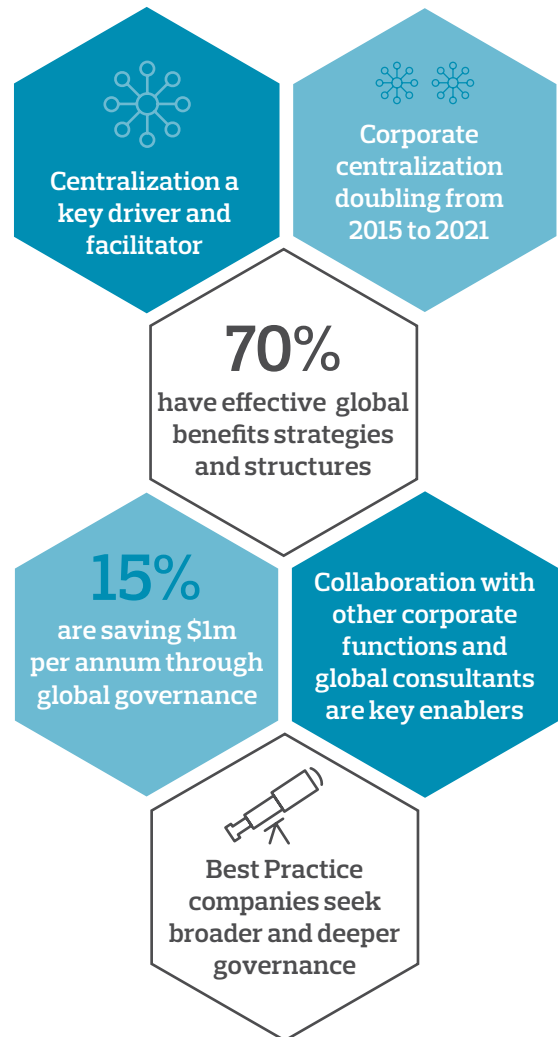 Centralization a
key driver and
facilitator
Corporate
centralization
doubling from
2015 to 2021
70%
have effective global
benefits strategies
and structures
15%
are saving $1m
per annum through
global governance
Collaboration with
other corporate
functions and
global consultants
are key enablers
Best Practice
companies seek
broader and deeper
governance